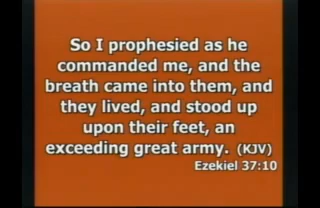 So I prophesied as he
commanded me, and the
breath came into them, and
they lived, and stood up
upon their feet, an
exceeding great army. (KJV)
Ezekiel 37:10